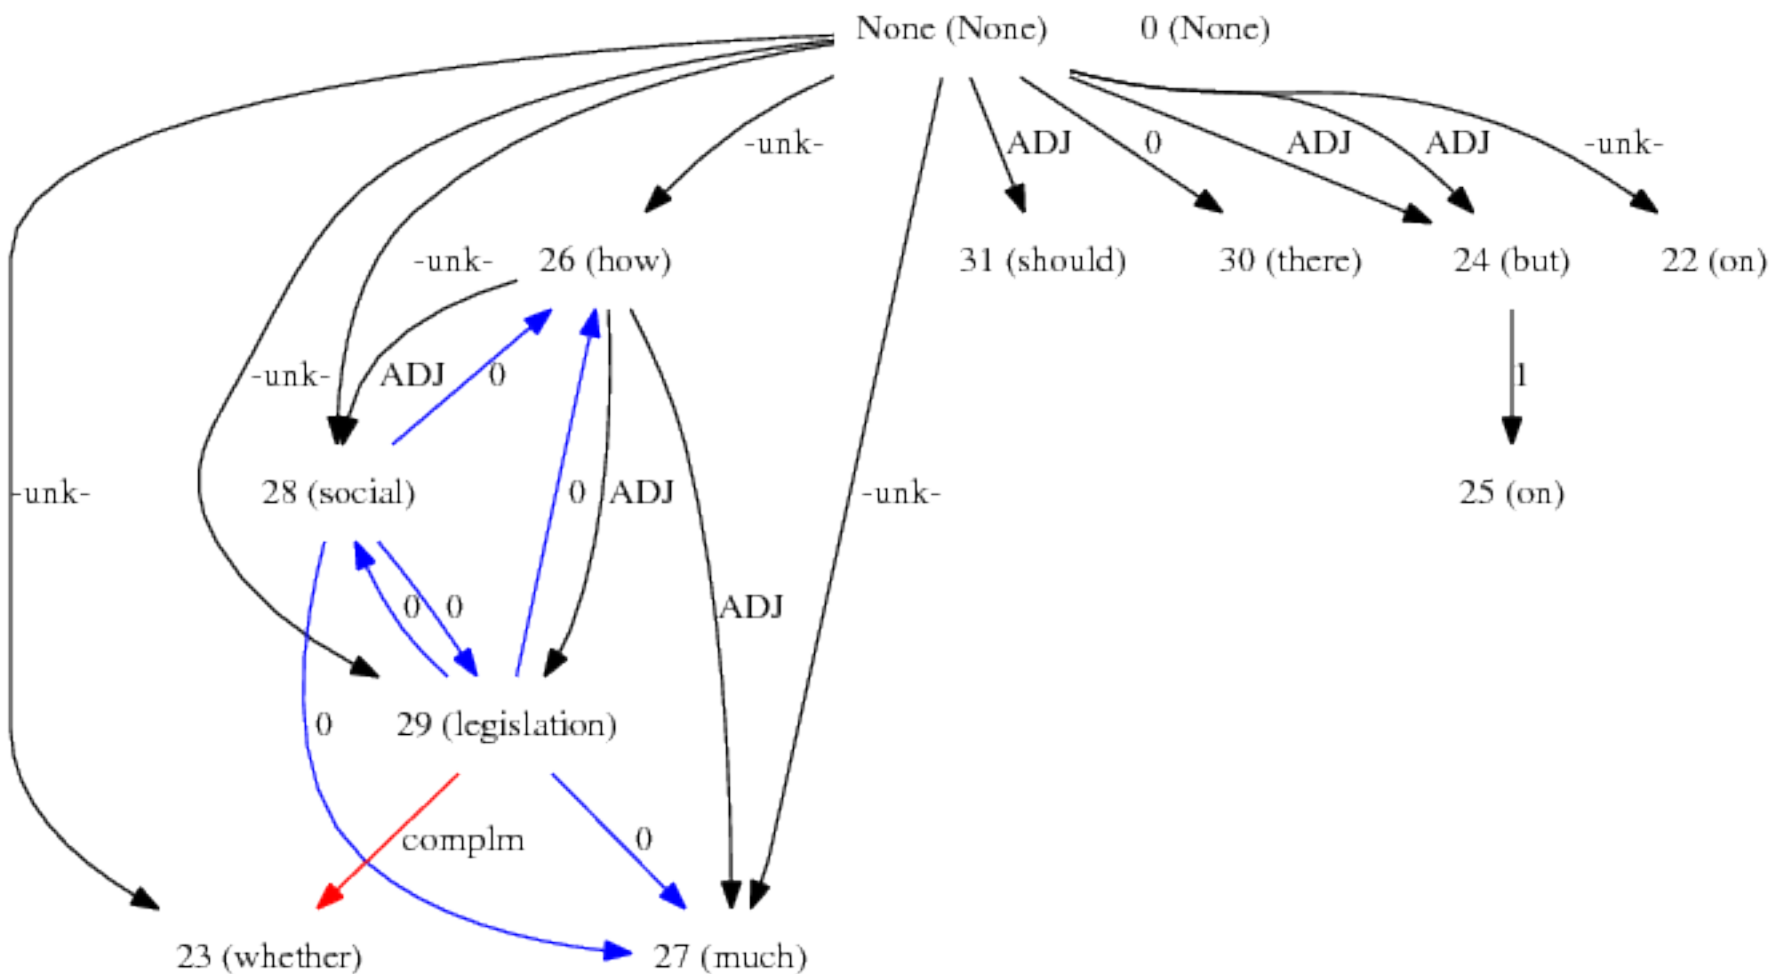 None (None) 0 (None)
-unk- ADJ 0 ADJ ADJ -unk-
-unk- 26 (how) 31 (should) 30 (there) 24 (but) 22 (on)
-unk- ADJ 0 1
-unk- 28 (social) 0 ADJ -unk- 25 (on)
0 0 ADJ
0 29 (legislation)
complm 0
23 (whether) 27 (much)